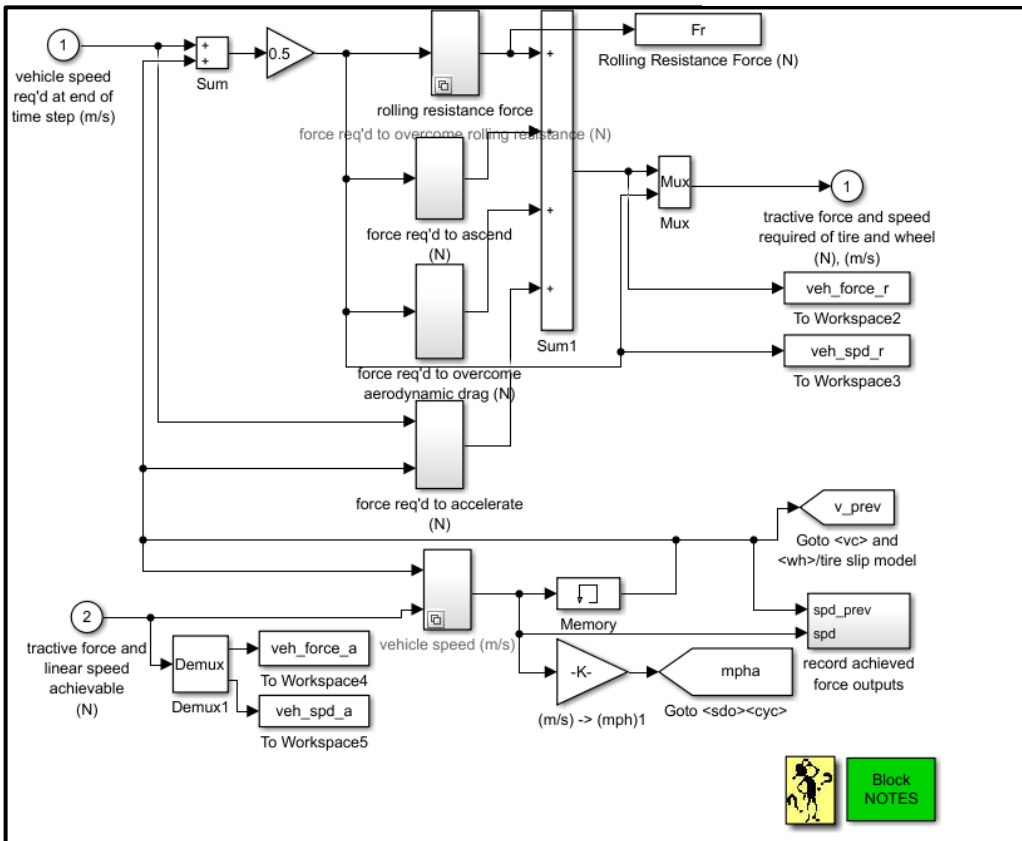 1
vehicle speed
req'd at end of
time step (m/s)
+
+
Sum
0.5
rolling resistance force
force req'd to overcome rolling resistance (N)
force req'd to ascend
(N)
force req'd to overcome
aerodynamic drag (N)
force req'd to accelerate
(N)
+
+
+
+
Sum1
Fr
Rolling Resistance Force (N)
Mux
Mux
1
tractive force and speed
required of tire and wheel
(N), (m/s)
veh_force_r
To Workspace2
veh_spd_r
To Workspace3
v_prev
Goto <vc> and
<wh>/tire slip model
2
tractive force and
linear speed
achievable
(N)
Demux
Demux1
veh_force_a
To Workspace4
veh_spd_a
To Workspace5
vehicle speed (m/s)
Memory
-K-
(m/s) -> (mph)1
mpha
Goto <sdo><cyc>
spd_prev
spd
record achieved
force outputs
Block
NOTES